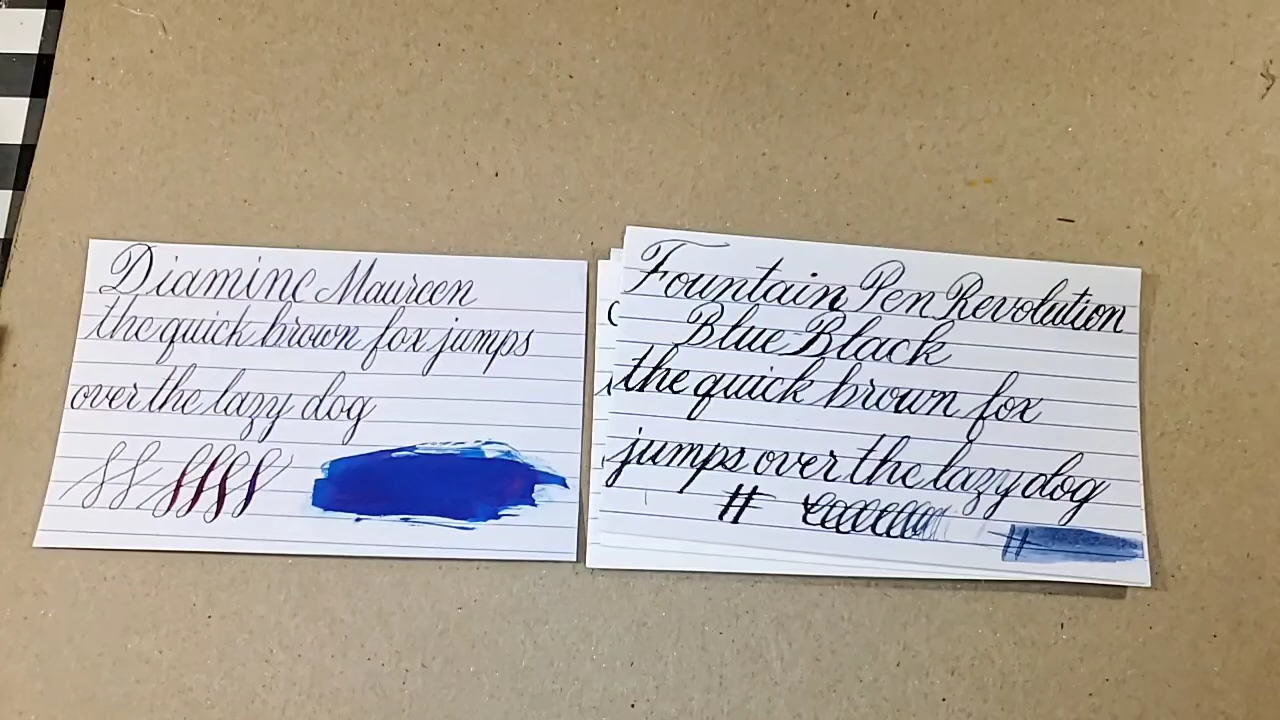 Diamine Maureen
the quick brown fox jumps
over the lazy dog
Fountain Pen Revolution
Blue Black
the quick brown fox
jumps over the lazy dog